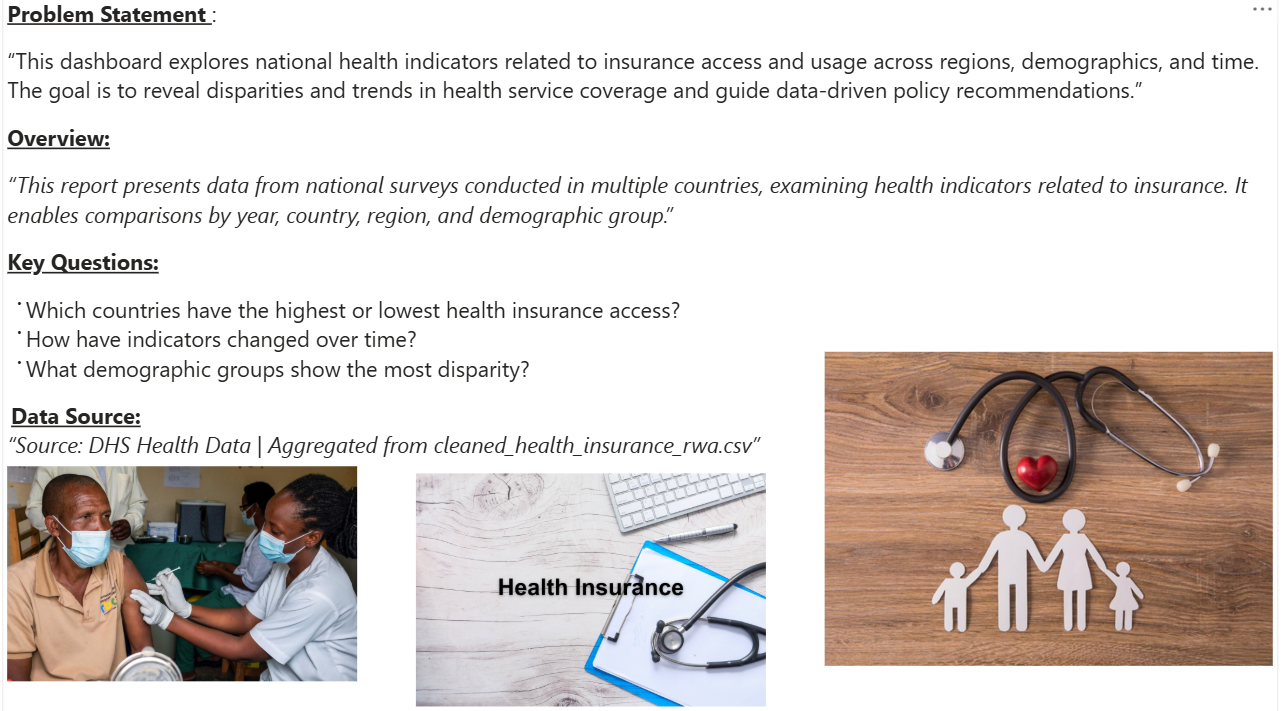 Problem Statement :
“This dashboard explores national health indicators related to insurance access and usage across regions, demographics, and time.
The goal is to reveal disparities and trends in health service coverage and guide data-driven policy recommendations.”
Overview:
“This report presents data from national surveys conducted in multiple countries, examining health indicators related to insurance. It
enables comparisons by year, country, region, and demographic group.”
Key Questions:
• Which countries have the highest or lowest health insurance access?
• How have indicators changed over time?
• What demographic groups show the most disparity?
Data Source:
“Source: DHS Health Data | Aggregated from cleaned_health_insurance_rwa.csv”
Health Insurance